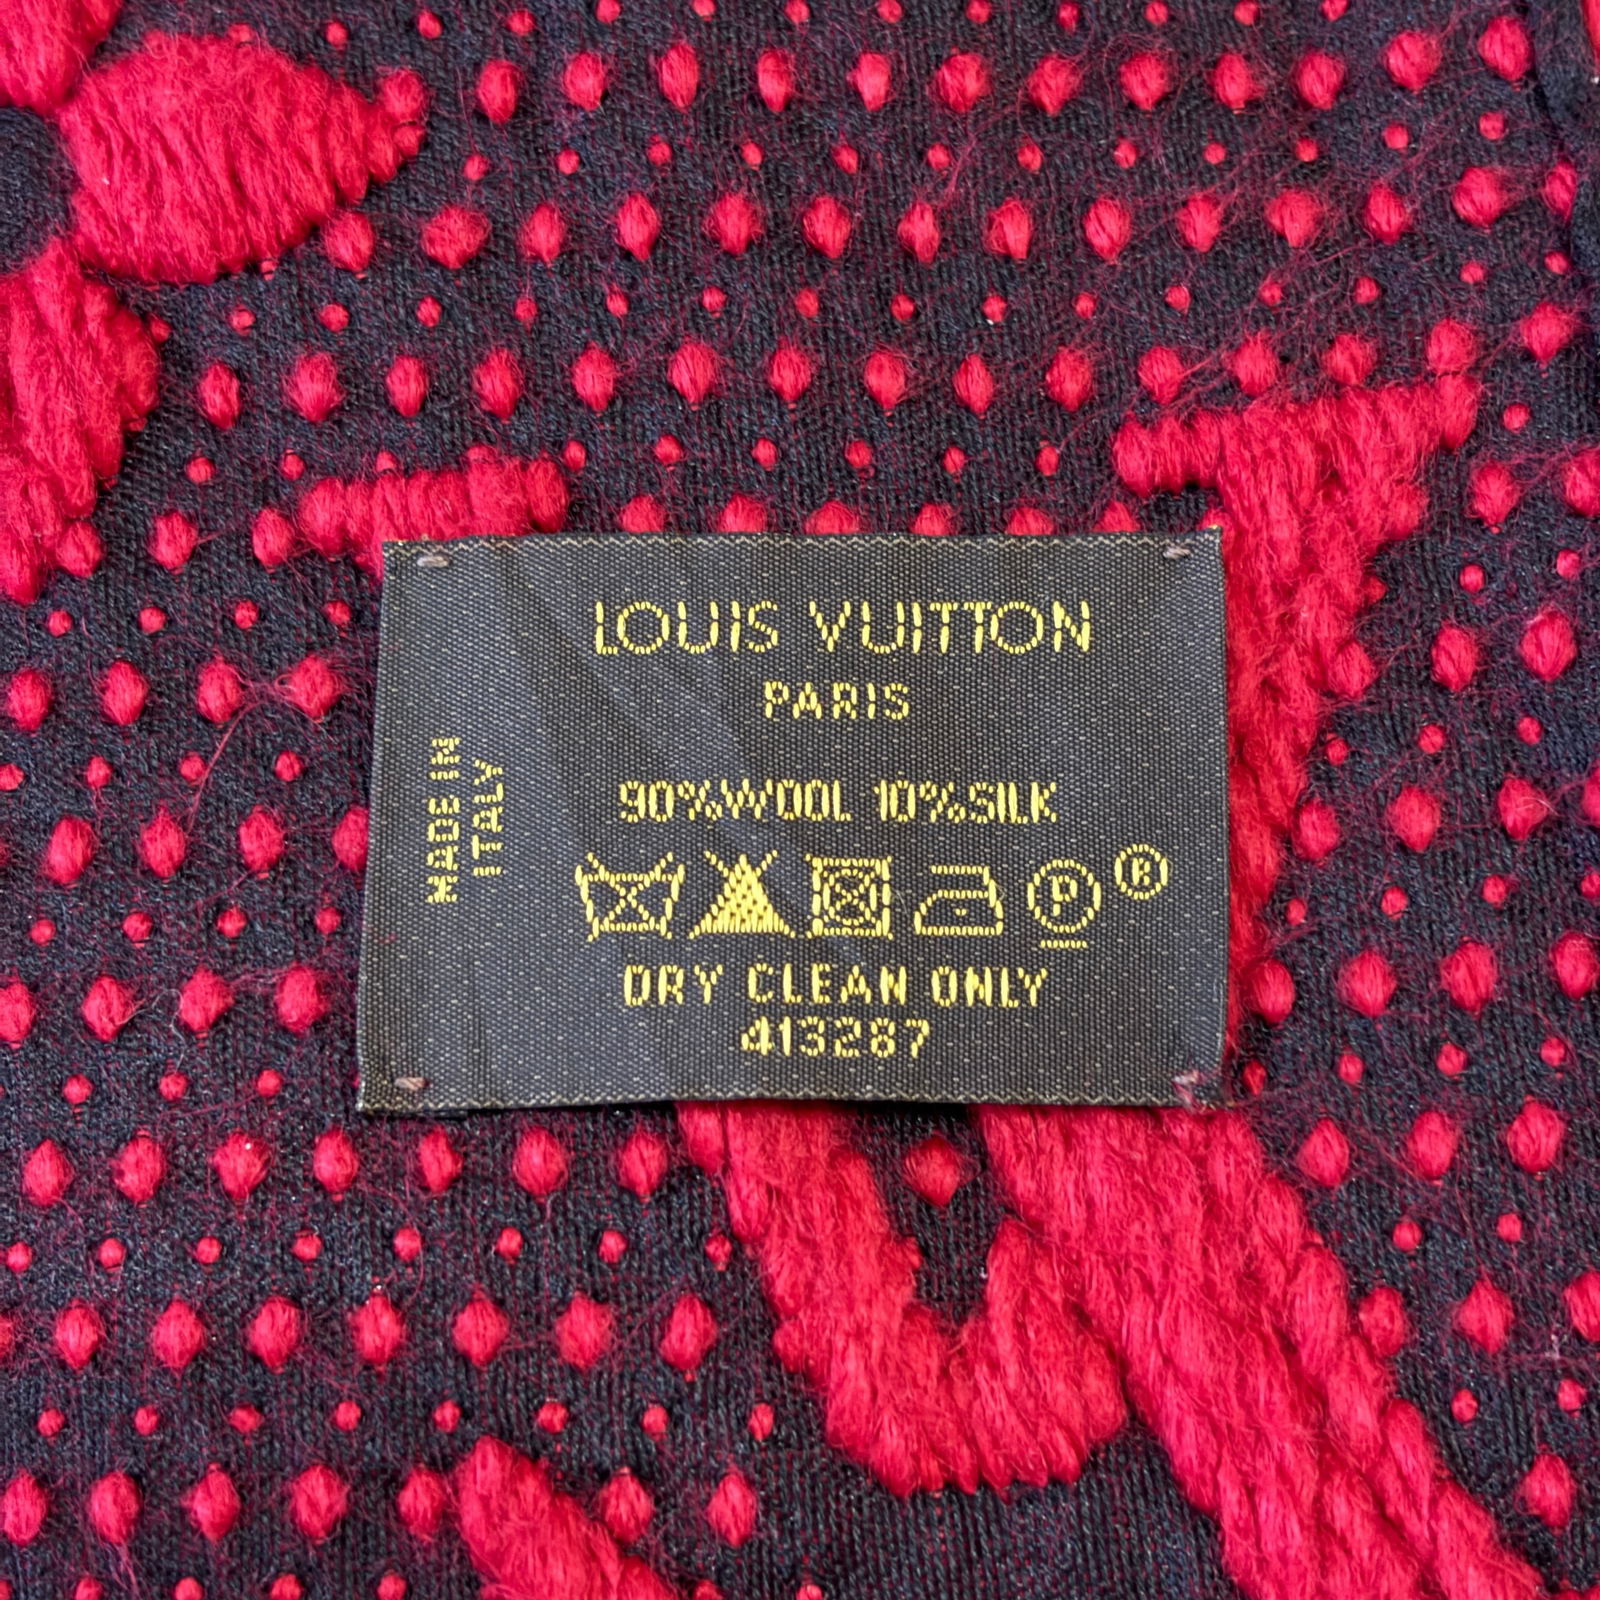 LOUIS VUITTON
PARIS
MADE IN
ITALY
90%WOOL 10%SILK
P ®
DRY CLEAN ONLY
413287